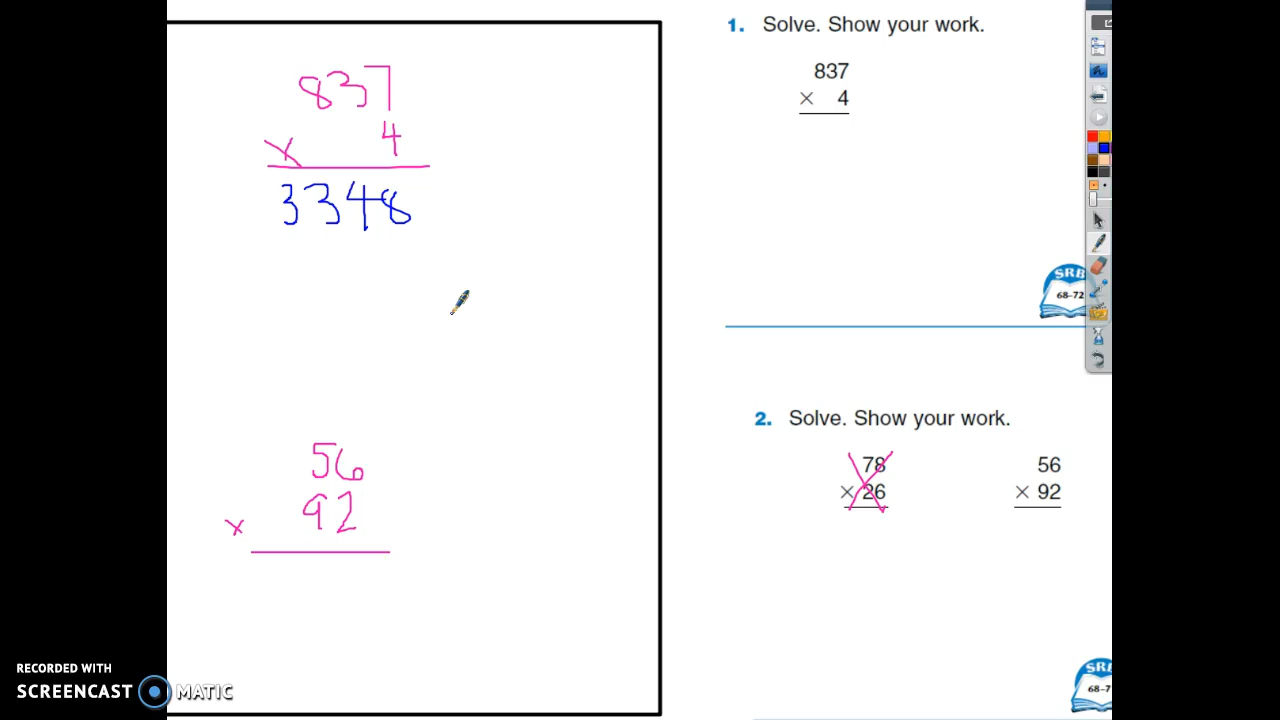 837
4
x
3348
56
92
x
1. Solve. Show your work.
837
× 4
SRB
68–72
2. Solve. Show your work.
78
× 26
56
× 92
SRB
68–7
RECORDED WITH
SCREENCAST MATIC